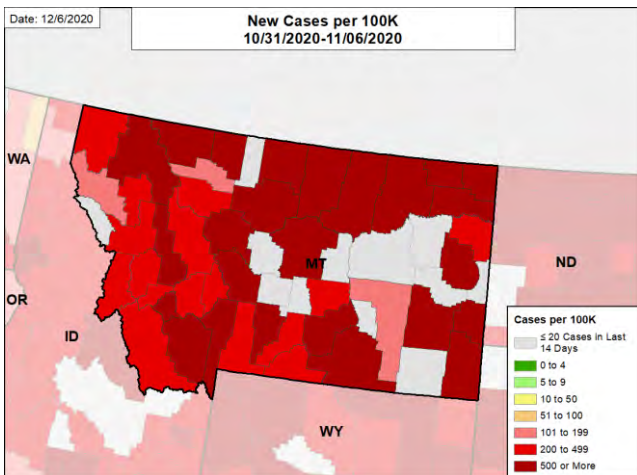 Date: 12/6/2020
New Cases per 100K
10/31/2020-11/06/2020
WA
MT
ND
OR
ID
WY
Cases per 100K
≤ 20 Cases in Last
14 Days
0 to 4
5 to 9
10 to 50
51 to 100
101 to 199
200 to 499
500 or More